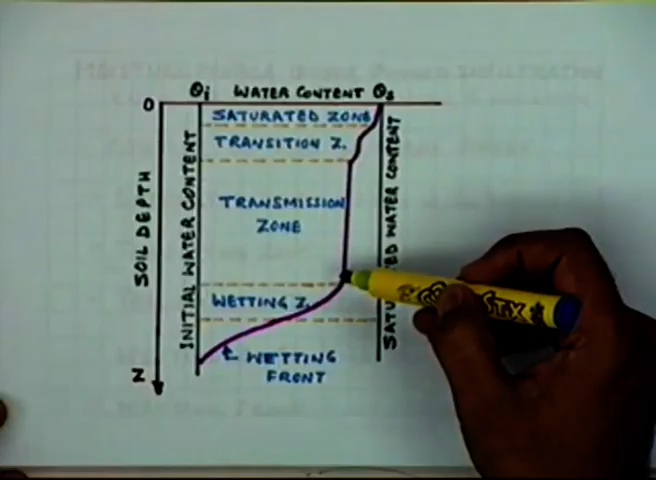 θi WATER CONTENT θs
0
SATURATED ZONE
TRANSITION Z.
TRANSMISSION
ZONE
WETTING Z.
WETTING
FRONT
SOIL DEPTH
Z
INITIAL WATER CONTENT
SATURATED WATER CONTENT